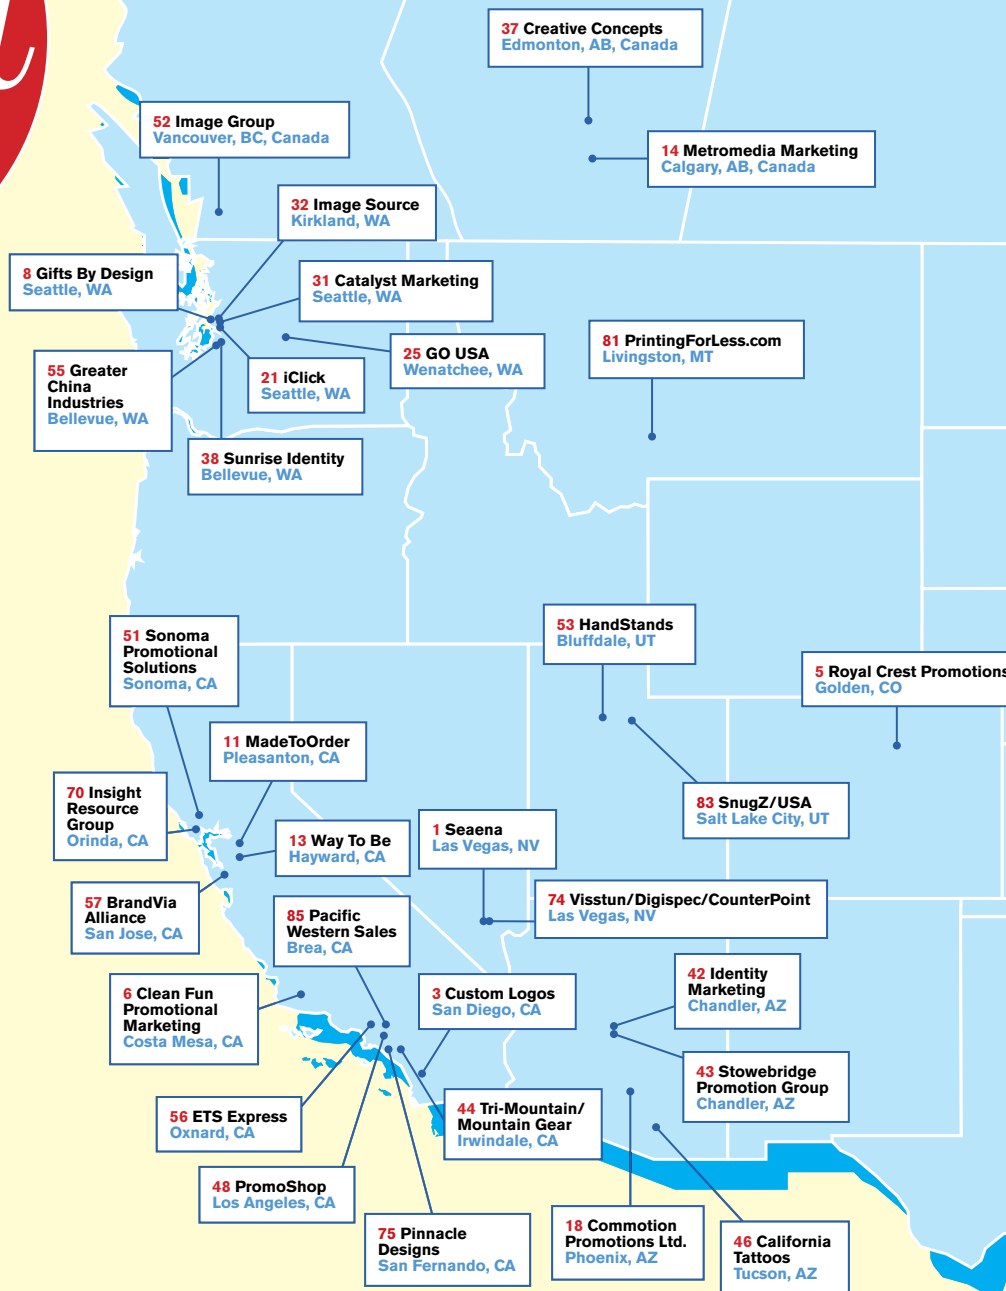 37 Creative Concepts
Edmonton, AB, Canada
52 Image Group
Vancouver, BC, Canada
14 Metromedia Marketing
Calgary, AB, Canada
32 Image Source
Kirkland, WA
8 Gifts By Design
Seattle, WA
31 Catalyst Marketing
Seattle, WA
81 PrintingForLess.com
Livingston, MT
25 GO USA
Wenatchee, WA
55 Greater
China
Industries
Bellevue, WA
21 iClick
Seattle, WA
38 Sunrise Identity
Bellevue, WA
53 HandStands
Bluffdale, UT
51 Sonoma
Promotional
Solutions
Sonoma, CA
5 Royal Crest Promotions
Golden, CO
11 MadeToOrder
Pleasanton, CA
70 Insight
Resource
Group
Orinda, CA
83 SnugZ/USA
Salt Lake City, UT
13 Way To Be
Hayward, CA
1 Seaena
Las Vegas, NV
57 BrandVia
Alliance
San Jose, CA
74 Visstun/Digispec/CounterPoint
Las Vegas, NV
85 Pacific
Western Sales
Brea, CA
42 Identity
Marketing
Chandler, AZ
6 Clean Fun
Promotional
Marketing
Costa Mesa, CA
3 Custom Logos
San Diego, CA
43 Stowebridge
Promotion Group
Chandler, AZ
56 ETS Express
Oxnard, CA
44 Tri-Mountain/
Mountain Gear
Irwindale, CA
48 PromoShop
Los Angeles, CA
75 Pinnacle
Designs
San Fernando, CA
18 Commotion
Promotions Ltd.
Phoenix, AZ
46 California
Tattoos
Tucson, AZ